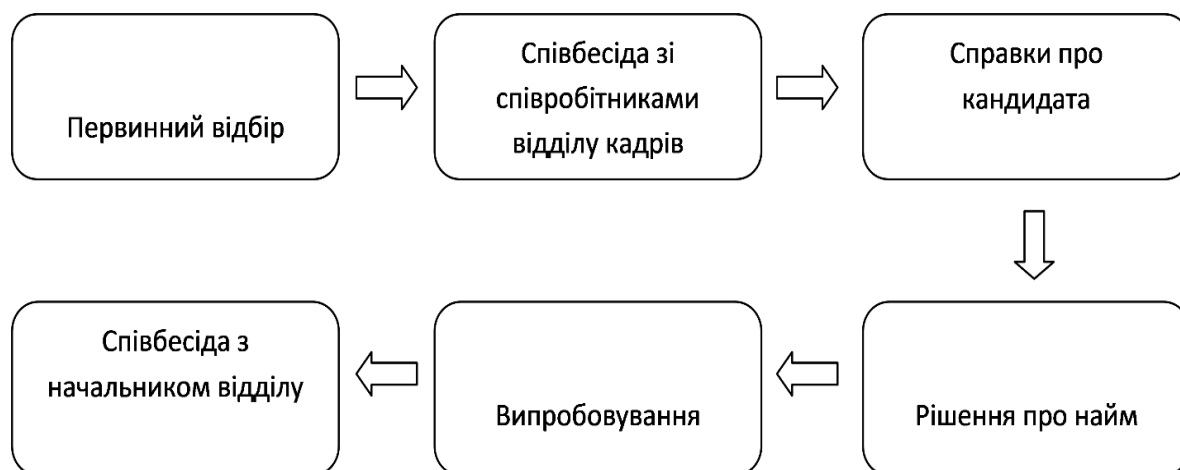 Первинний відбір
Співбесіда зі
співробітниками
відділу кадрів
Справки про
кандидата
Рішення про найм
Випробовування
Співбесіда з
начальником відділу